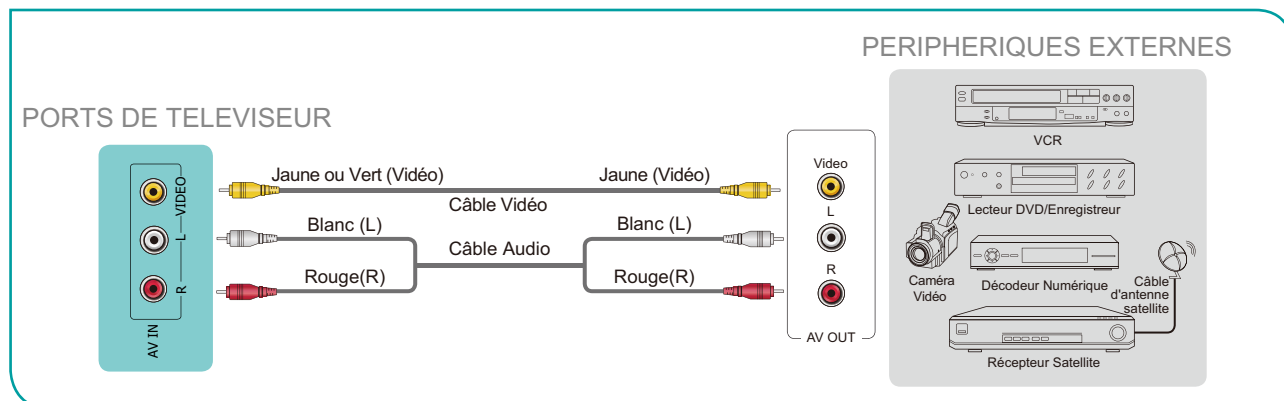 PERIPHERIQUES EXTERNES
PORTS DE TELEVISEUR
VIDEO
L
R
AV IN
Jaune ou Vert (Vidéo)
Jaune (Vidéo)
Câble Vidéo
Blanc (L)
Blanc (L)
Câble Audio
Rouge(R)
Rouge(R)
Video
L
R
AV OUT
VCR
Lecteur DVD/Enregistreur
Caméra
Vidéo
Décodeur Numérique
Câble
d'antenne
satellite
Récepteur Satellite